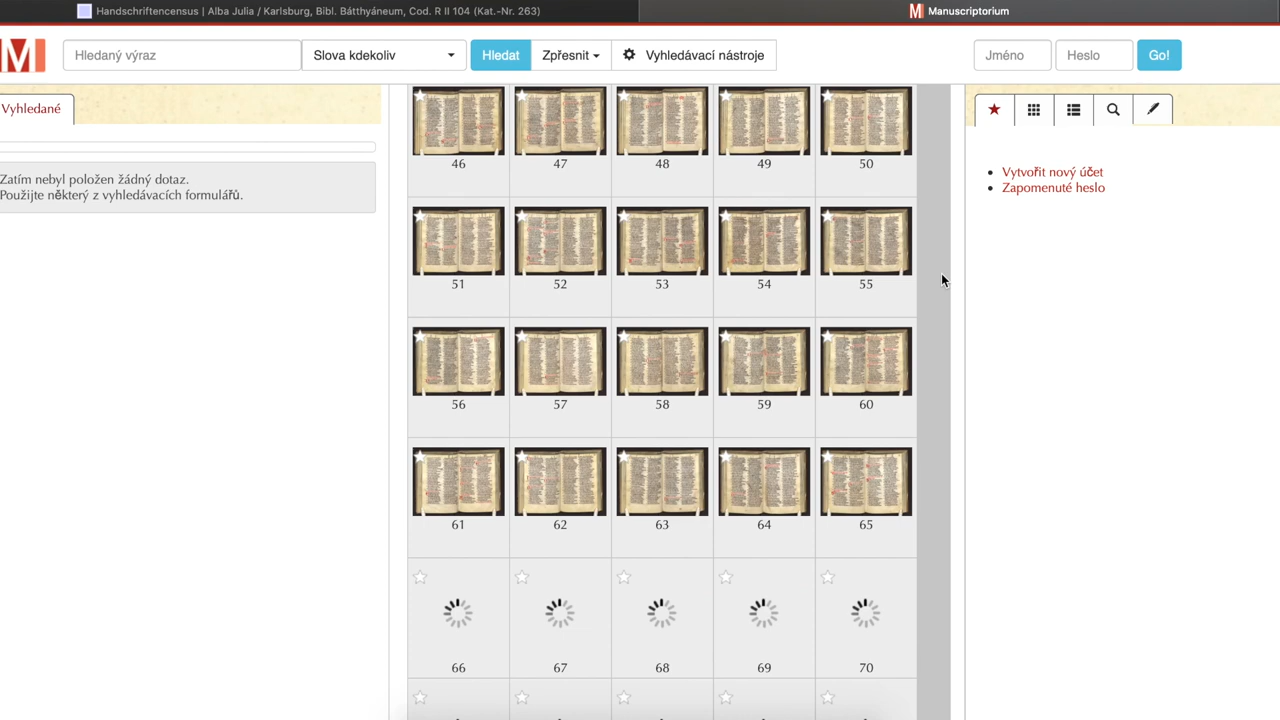 Handschriftencensus | Alba Julia / Karlsburg, Bibl. Bátthyáneum, Cod. R II 104 (Kat.-Nr. 263)
Manuscriptorium
M
Hledaný výraz
Slova kdekoliv
Hledat
Zpřesnit
Vyhledávací nástroje
Jméno
Heslo
Go!
Vyhledané
Zatím nebyl položen žádný dotaz.
Použijte některý z vyhledávacích formulářů.
46 47 48 49 50
51 52 53 54 55
56 57 58 59 60
61 62 63 64 65
66 67 68 69 70
Vytvořit nový účet
Zapomenuté heslo